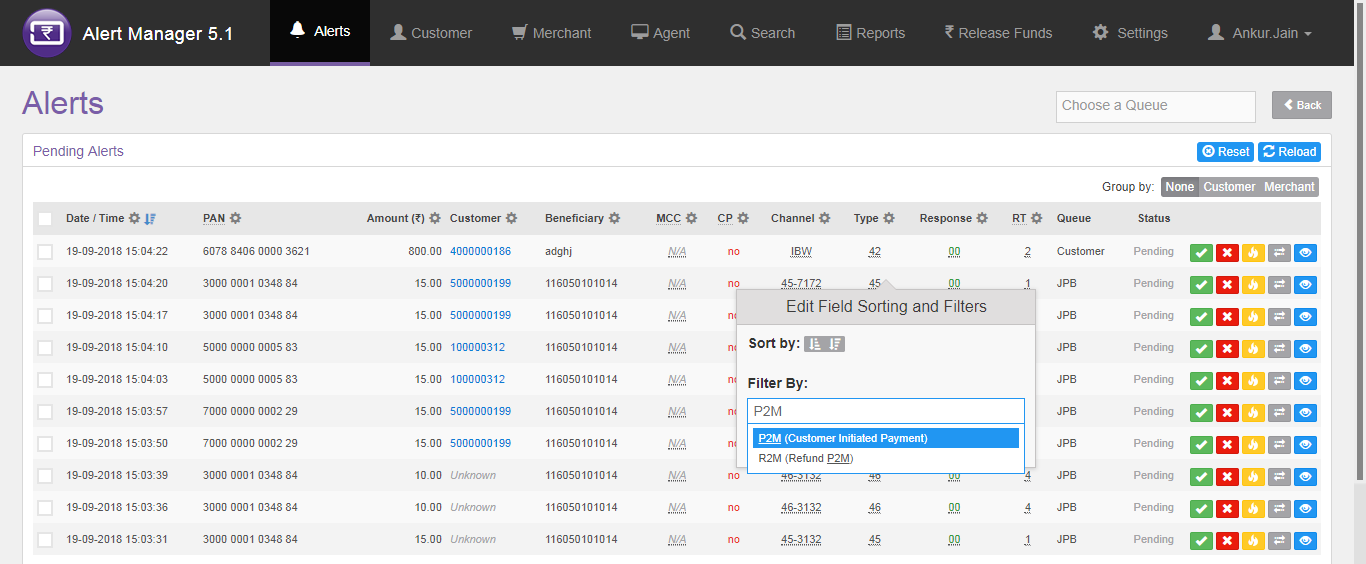 Alert Manager 5.1 Alerts Customer Merchant Agent Search Reports ₹ Release Funds Settings Ankur.Jain
Alerts
Choose a Queue
Back
Pending Alerts
Reset Reload
Group by: None Customer Merchant
Date / Time PAN Amount (₹) Customer Beneficiary MCC CP Channel Type Response RT Queue Status
19-09-2018 15:04:22 6078 8406 0000 3621 800.00 4000000186 adghj N/A no IBW 42 00 2 Customer Pending
19-09-2018 15:04:20 3000 0001 0348 84 15.00 5000000199 116050101014 N/A no 45-7172 45 00 1 JPB Pending
19-09-2018 15:04:17 3000 0001 0348 84 15.00 5000000199 116050101014 N/A JPB Pending
19-09-2018 15:04:10 5000 0000 0005 83 15.00 100000312 116050101014 N/A JPB Pending
19-09-2018 15:04:03 5000 0000 0005 83 15.00 100000312 116050101014 N/A JPB Pending
19-09-2018 15:03:57 7000 0000 0002 29 15.00 5000000199 116050101014 N/A JPB Pending
19-09-2018 15:03:50 7000 0000 0002 29 15.00 5000000199 116050101014 N/A JPB Pending
19-09-2018 15:03:39 3000 0001 0348 84 10.00 Unknown 116050101014 N/A no 46-3132 46 00 4 JPB Pending
19-09-2018 15:03:36 3000 0001 0348 84 10.00 Unknown 116050101014 N/A no 46-3132 46 00 4 JPB Pending
19-09-2018 15:03:31 3000 0001 0348 84 15.00 Unknown 116050101014 N/A no 45-3132 45 00 1 JPB Pending
Edit Field Sorting and Filters
Sort by:
Filter By:
P2M
P2M (Customer Initiated Payment)
R2M (Refund P2M)